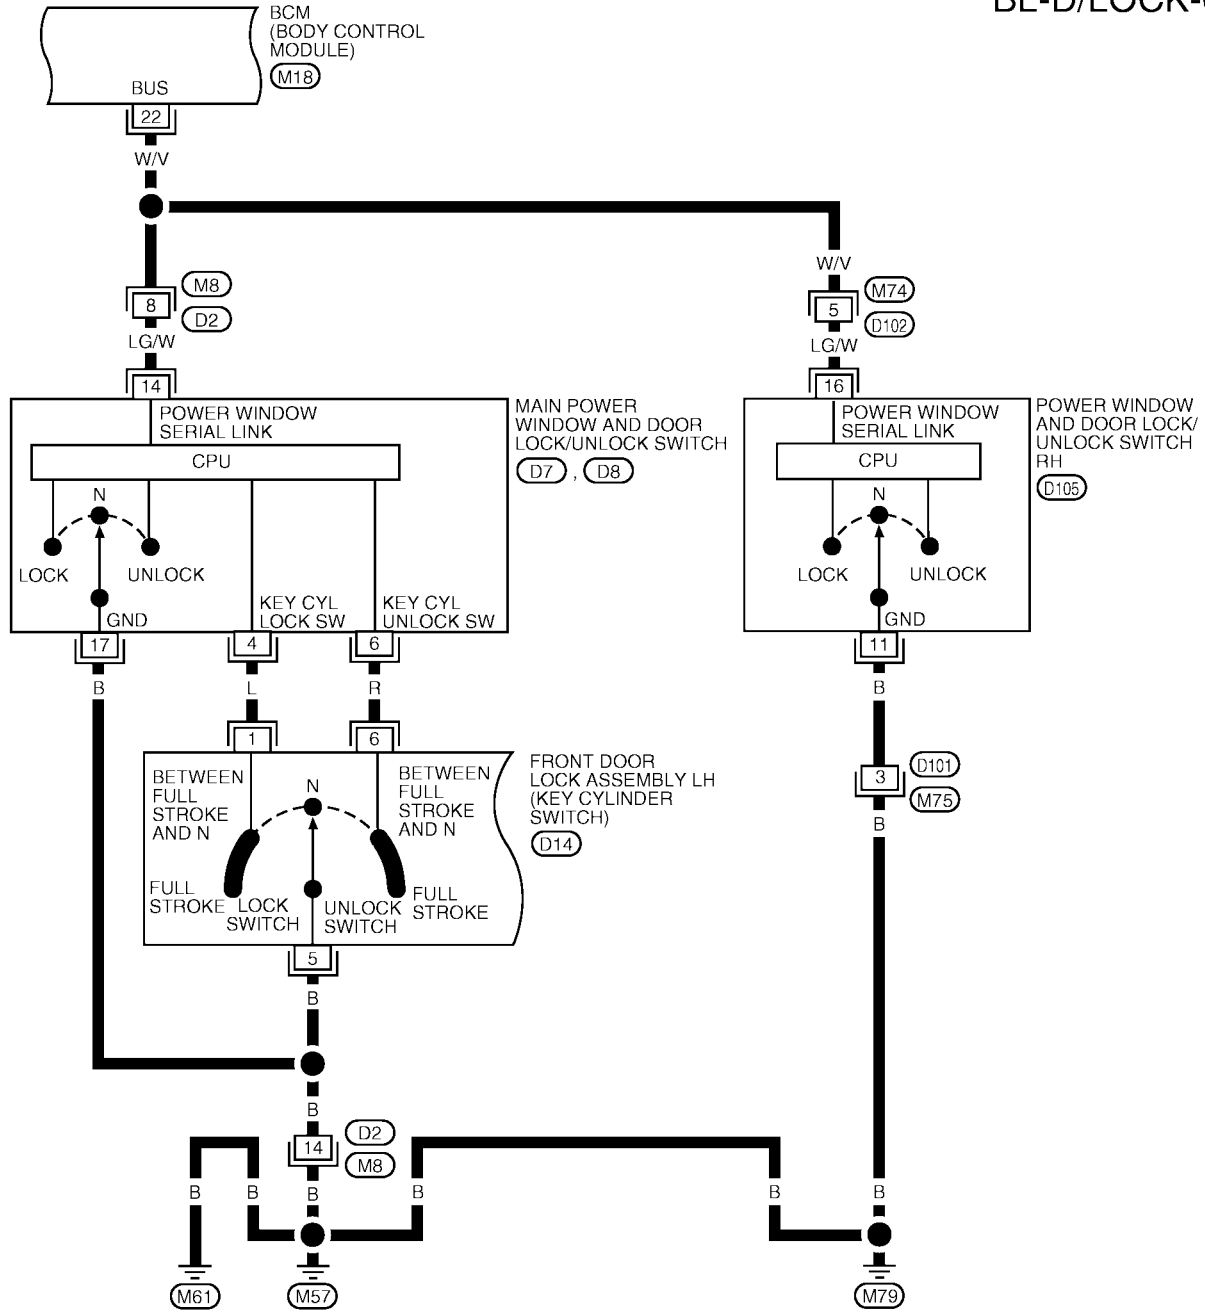 BL-D/LOCK-
BCM
(BODY CONTROL
MODULE)
M18
BUS
22
W/V
W/V
M8
8
D2
LG/W
14
M74
5
D102
LG/W
16
POWER WINDOW
SERIAL LINK
CPU
N
LOCK
UNLOCK
GND
KEY CYL
LOCK SW
KEY CYL
UNLOCK SW
MAIN POWER
WINDOW AND DOOR
LOCK/UNLOCK SWITCH
D7 , D8
POWER WINDOW
SERIAL LINK
CPU
N
LOCK
UNLOCK
GND
POWER WINDOW
AND DOOR LOCK/
UNLOCK SWITCH
RH
D105
17
4
6
11
B
L
R
B
1
6
BETWEEN
FULL
STROKE
AND N
N
BETWEEN
FULL
STROKE
AND N
FULL
STROKE
LOCK
SWITCH
UNLOCK
SWITCH
FULL
STROKE
FRONT DOOR
LOCK ASSEMBLY LH
(KEY CYLINDER
SWITCH)
D14
3
D101
M75
B
5
B
B
14
D2
M8
B
B
B
B
B
B
M61
M57
M79